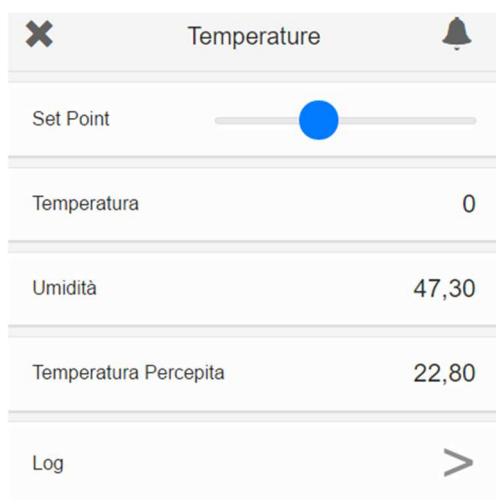 Temperature
Set Point
Temperatura 0
Umidità 47,30
Temperatura Percepita 22,80
Log >